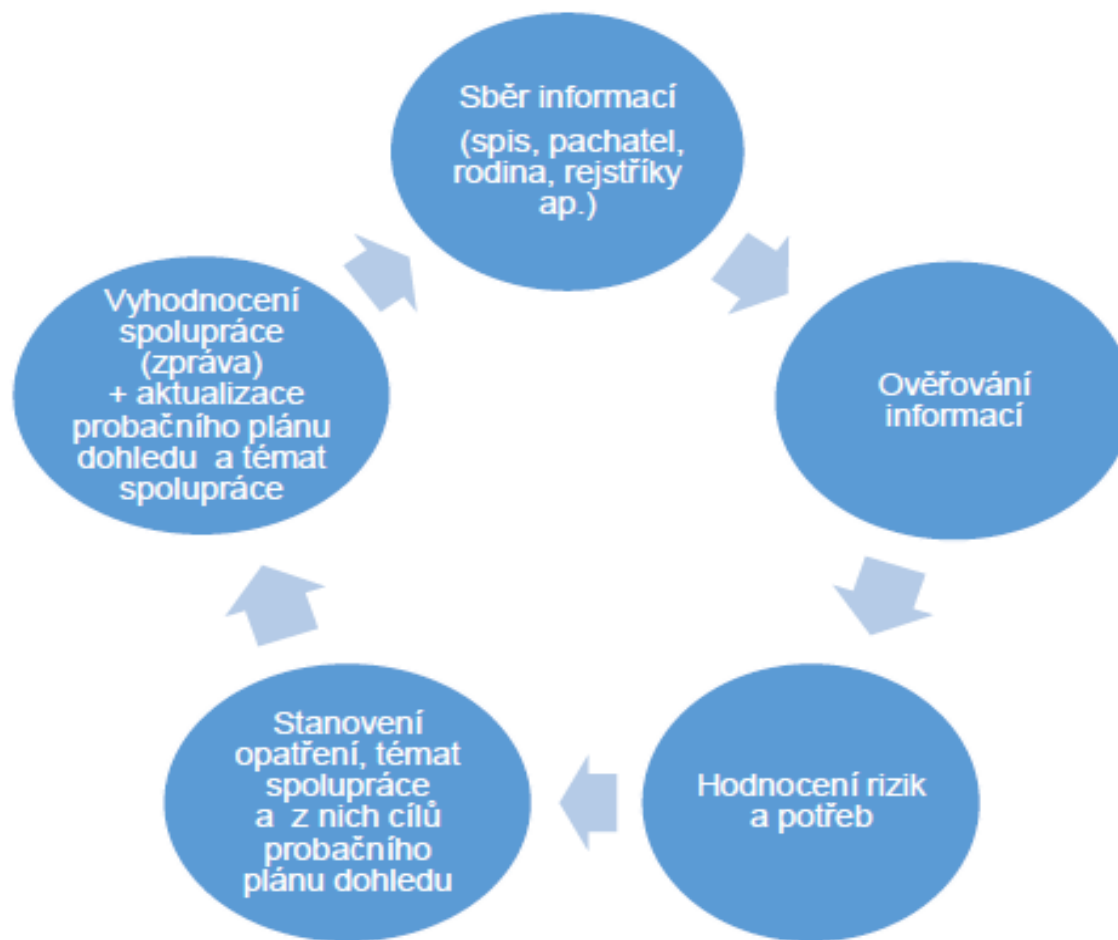 Sběr informací
(spis, pachatel,
rodina, rejstříky
ap.)
Ověřování
informací
Hodnocení rizik
a potřeb
Stanovení
opatření, témat
spolupráce
a z nich cílů
probačního
plánu dohledu
Vyhodnocení
spolupráce
(zpráva)
+ aktualizace
probačního plánu
dohledu a témat
spolupráce